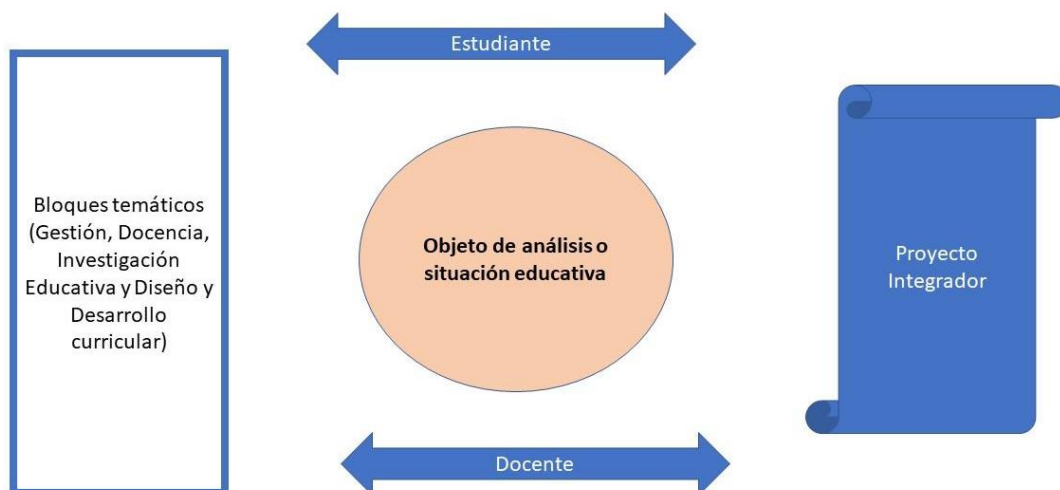 Estudiante
Bloques temáticos
(Gestión, Docencia,
Investigación
Educativa y Diseño y
Desarrollo
curricular)
Objeto de análisis o
situación educativa
Proyecto
Integrador
Docente